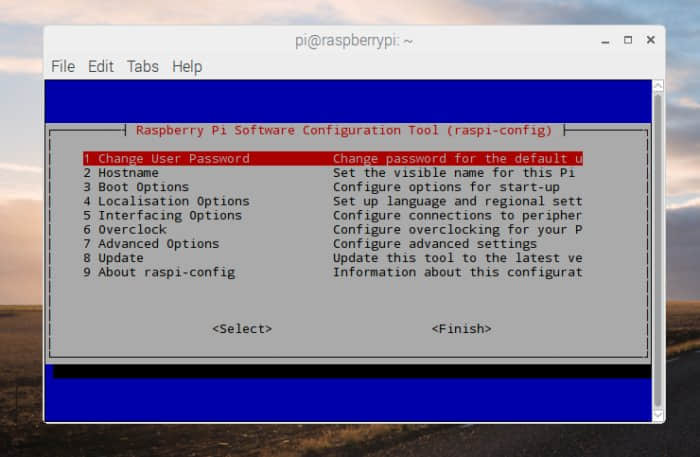 pi@raspberrypi: ~
File Edit Tabs Help
Raspberry Pi Software Configuration Tool (raspi-config)
1 Change User Password Change password for the default u
2 Hostname Set the visible name for this Pi
3 Boot Options Configure options for start-up
4 Localisation Options Set up language and regional sett
5 Interfacing Options Configure connections to peripher
6 Overclock Configure overclocking for your P
7 Advanced Options Configure advanced settings
8 Update Update this tool to the latest ve
9 About raspi-config Information about this configurat
<Select> <Finish>